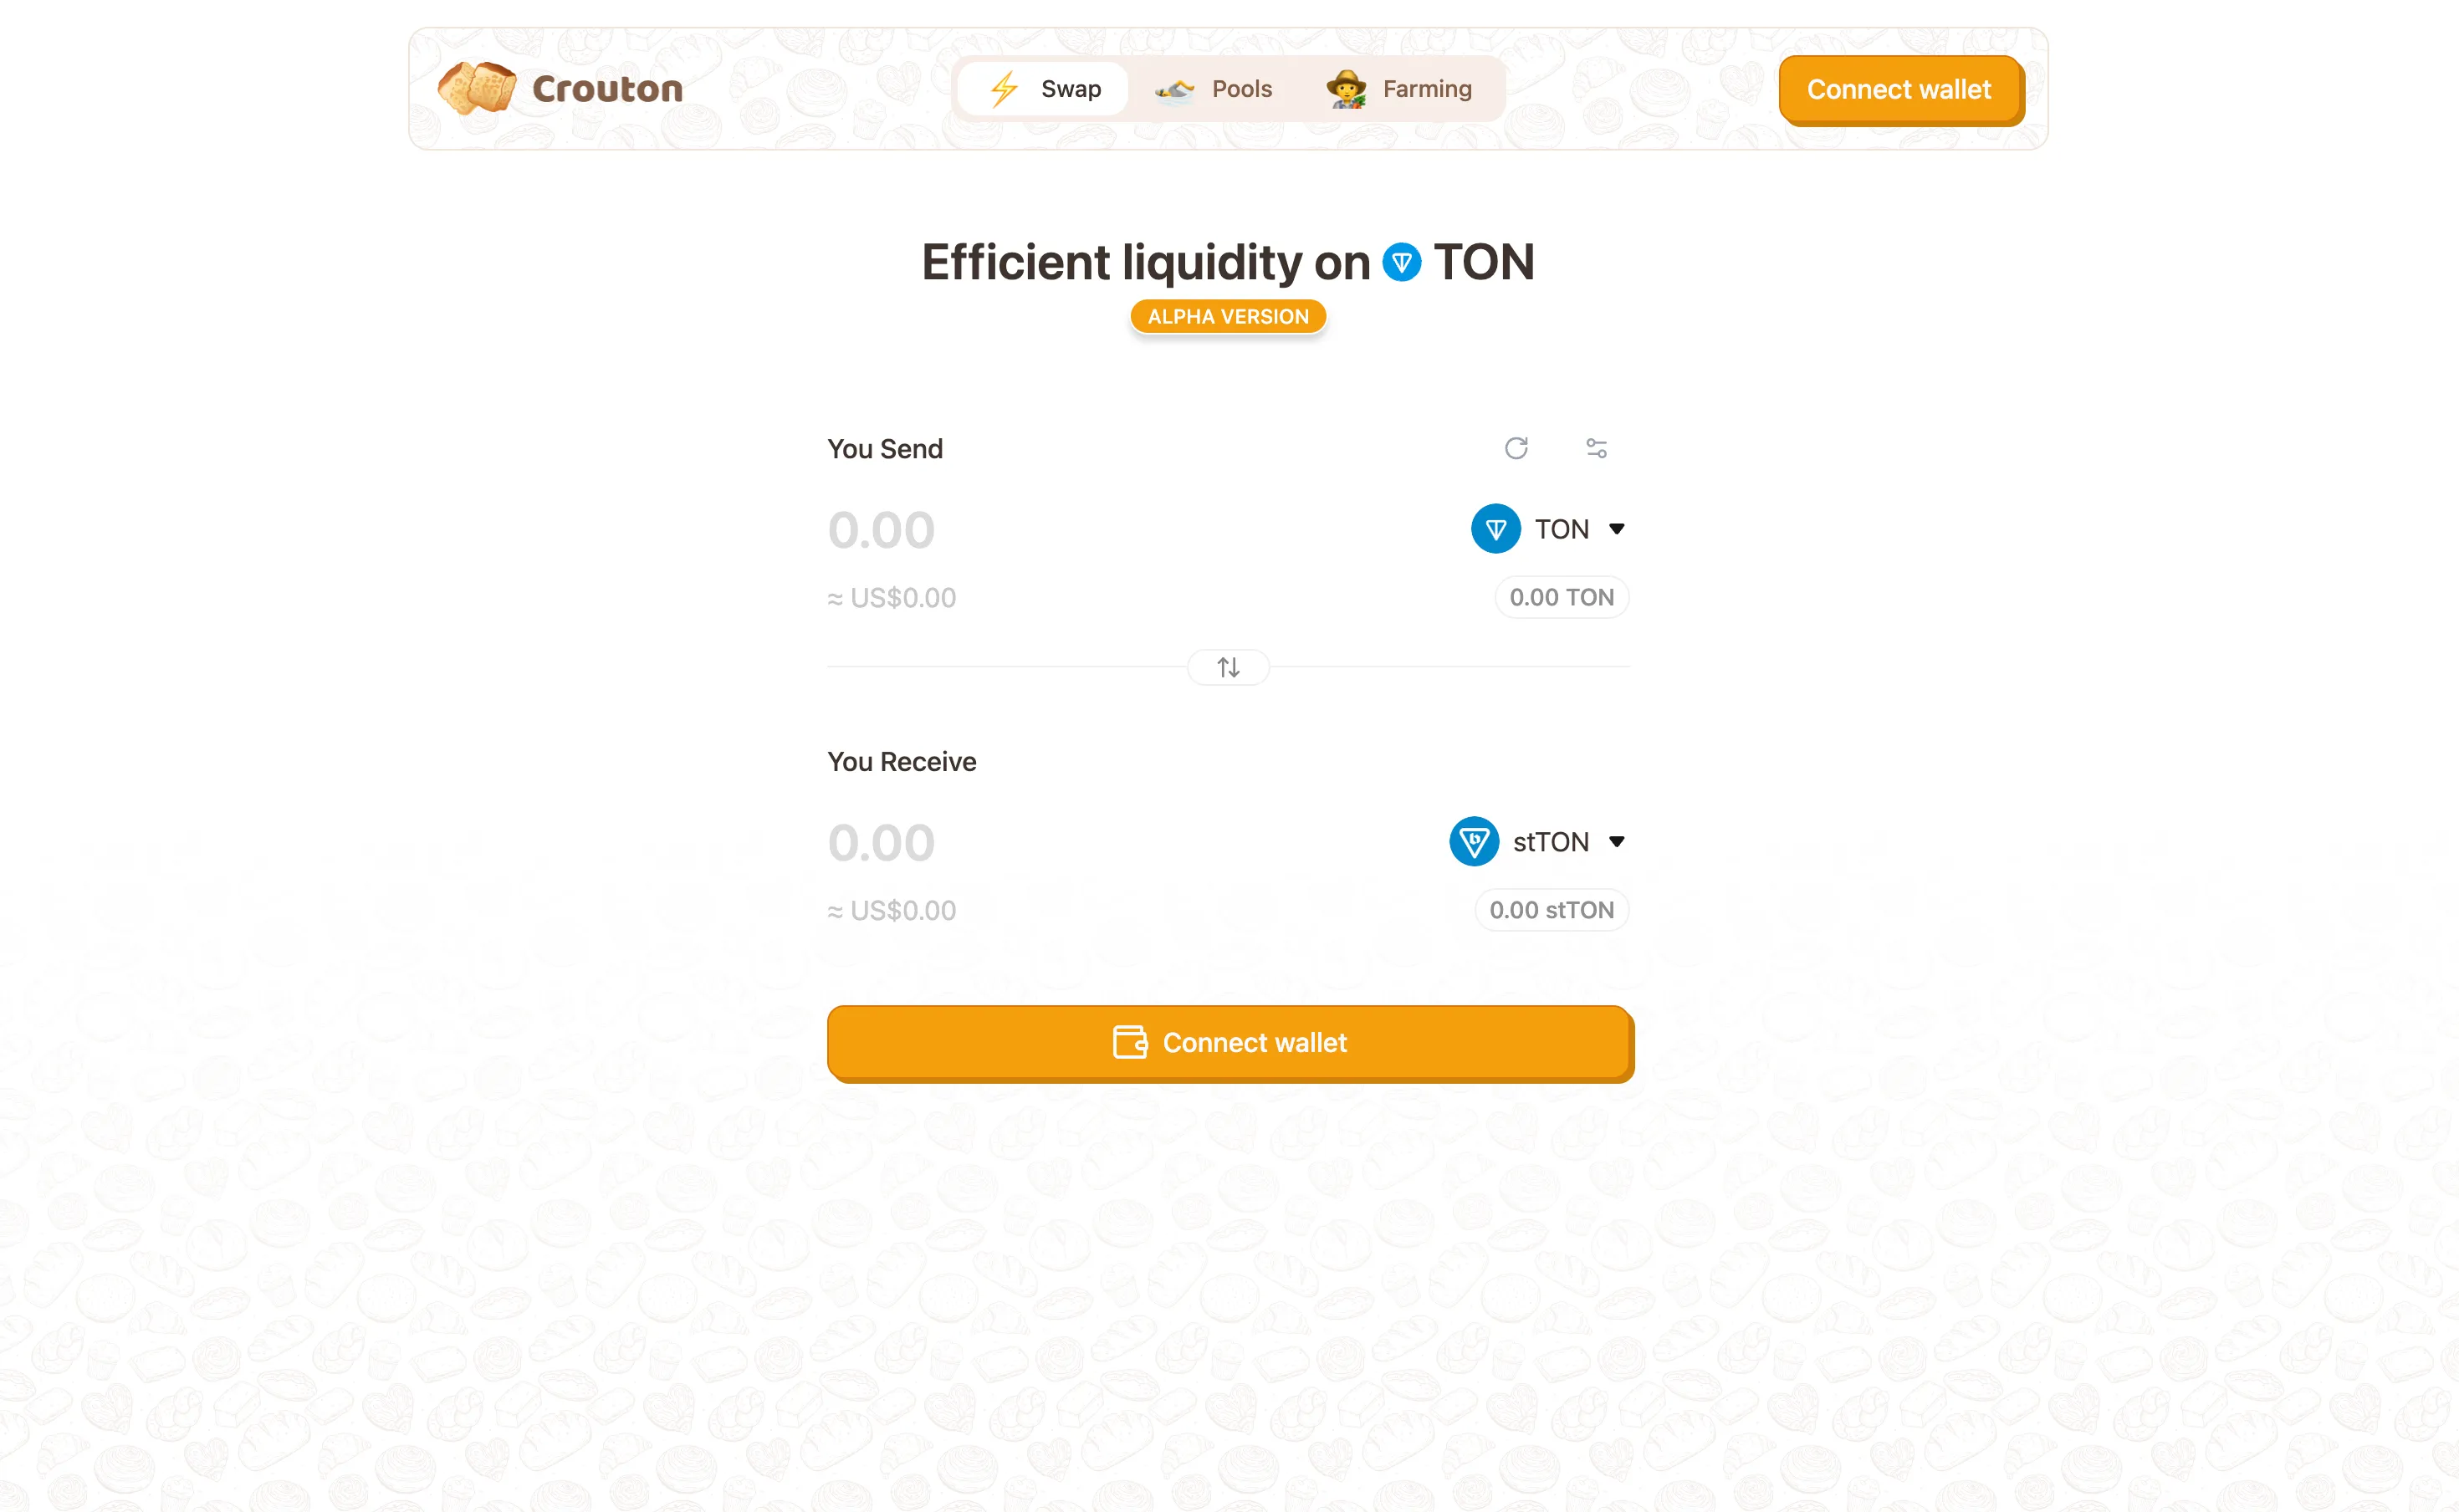 Crouton
Swap
Pools
Farming
Connect wallet
Efficient liquidity on TON
ALPHA VERSION
You Send
0.00
TON
≈ US$0.00
0.00 TON
You Receive
0.00
stTON
≈ US$0.00
0.00 stTON
Connect wallet